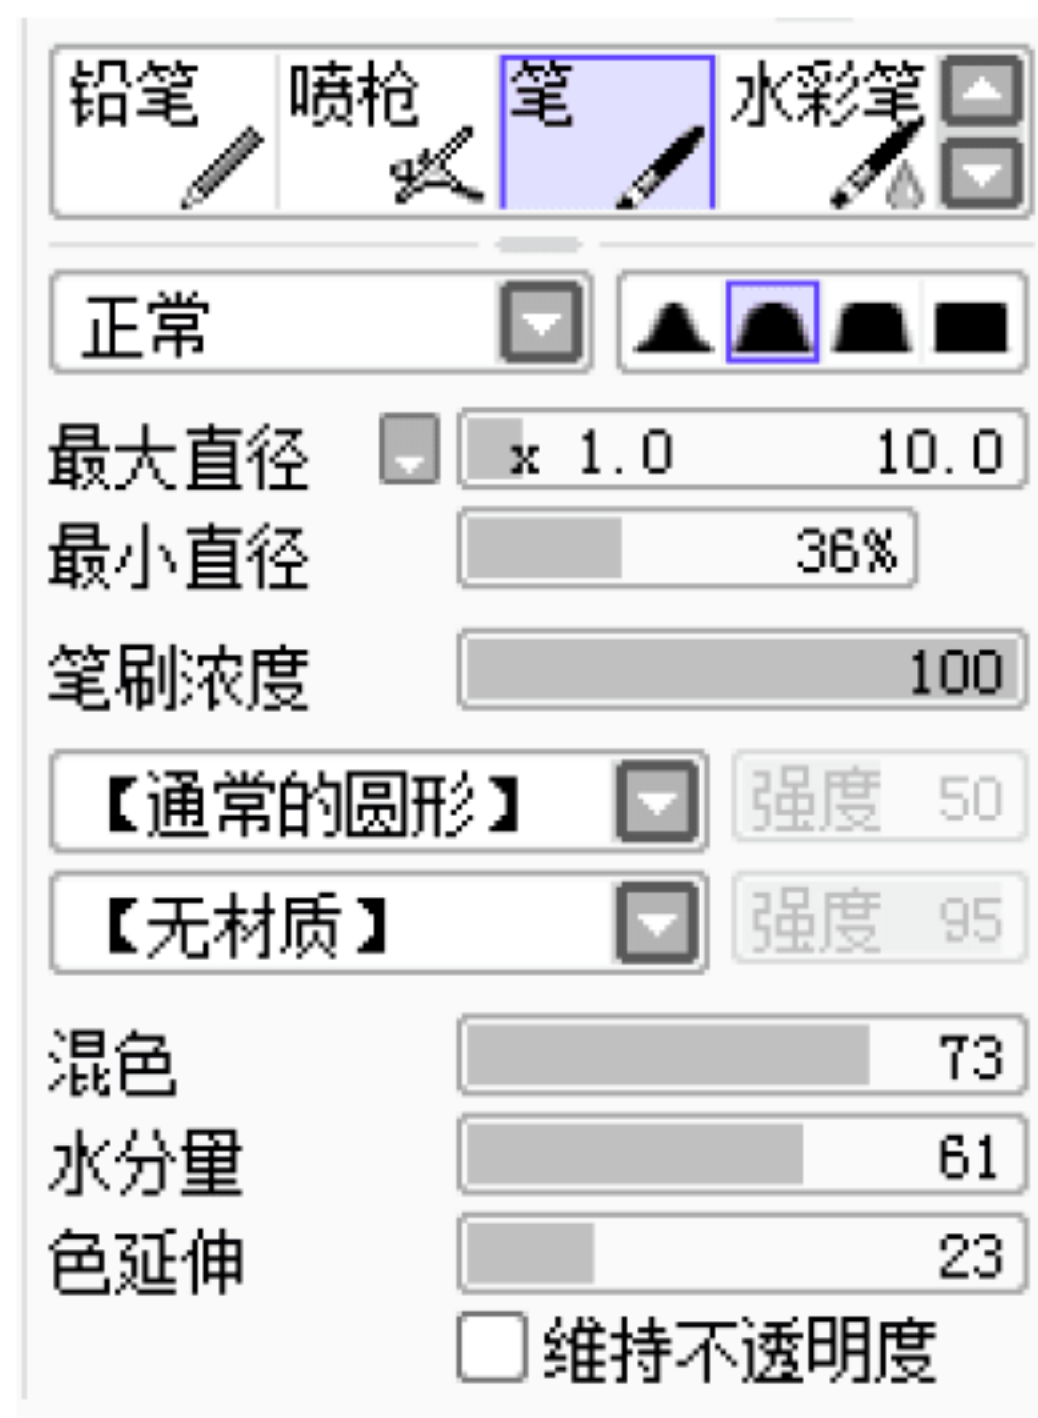 铅笔 喷枪 笔 水彩笔
正常
最大直径 x 1.0 10.0
最小直径 36%
笔刷浓度 100
【通常的圆形】 强度 50
【无材质】 强度 95
混色 73
水分量 61
色延伸 23
维持不透明度